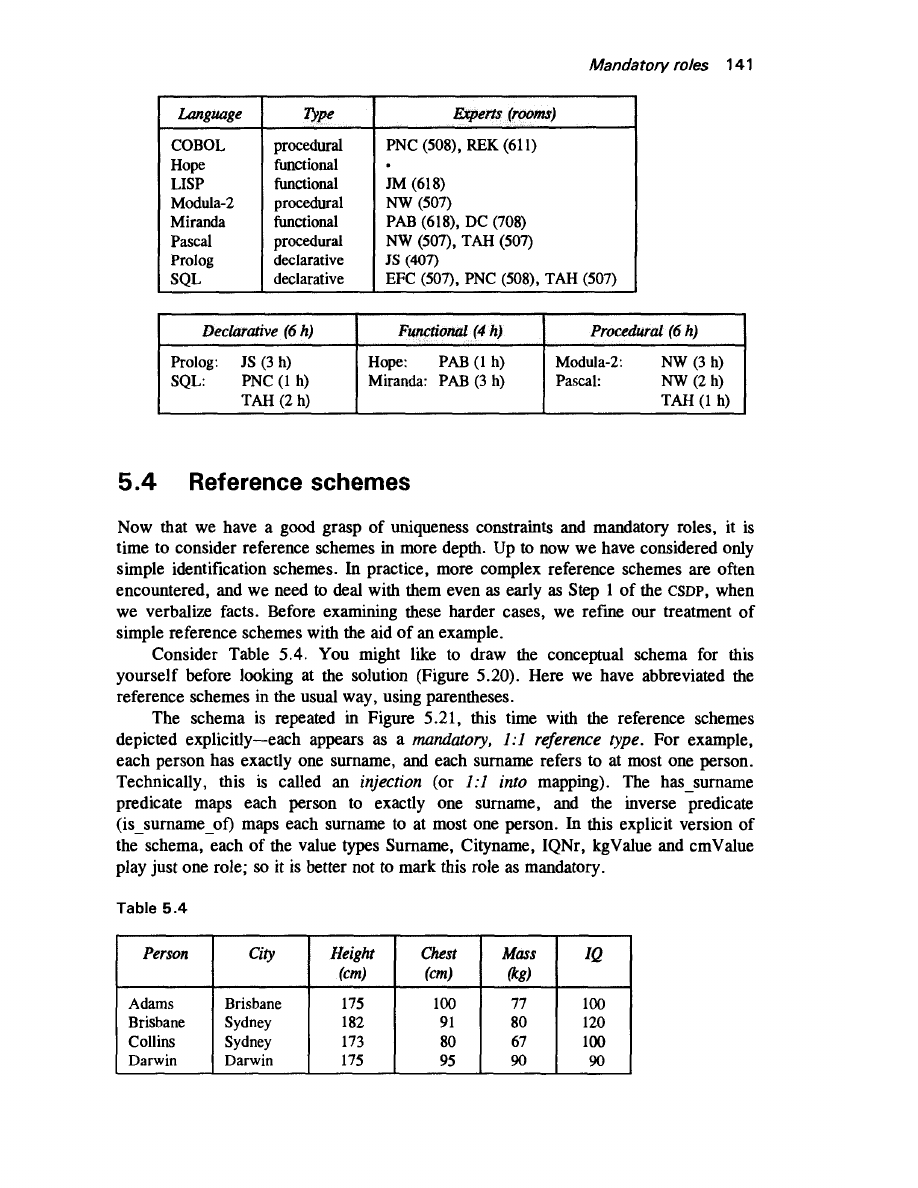 Mandatory roles 141
Language Type Experts (rooms)
COBOL procedural PNC (508), REK (611)
Hope functional •
LISP functional JM (618)
Modula-2 procedural NW (507)
Miranda functional PAB (618), DC (708)
Pascal procedural NW (507), TAH (507)
Prolog declarative JS (407)
SQL declarative EFC (507), PNC (508), TAH (507)
Declarative (6 h) Functional (4 h) Procedural (6 h)
Prolog: JS (3 h) Hope: PAB (1 h) Modula-2: NW (3 h)
SQL: PNC (1 h) Miranda: PAB (3 h) Pascal: NW (2 h)
TAH (2 h) TAH (1 h)
5.4 Reference schemes
Now that we have a good grasp of uniqueness constraints and mandatory roles, it is
time to consider reference schemes in more depth. Up to now we have considered only
simple identification schemes. In practice, more complex reference schemes are often
encountered, and we need to deal with them even as early as Step 1 of the CSDP, when
we verbalize facts. Before examining these harder cases, we refine our treatment of
simple reference schemes with the aid of an example.
Consider Table 5.4. You might like to draw the conceptual schema for this
yourself before looking at the solution (Figure 5.20). Here we have abbreviated the
reference schemes in the usual way, using parentheses.
The schema is repeated in Figure 5.21, this time with the reference schemes
depicted explicitly—each appears as a mandatory, 1:1 reference type. For example,
each person has exactly one surname, and each surname refers to at most one person.
Technically, this is called an injection (or 1:1 into mapping). The has_surname
predicate maps each person to exactly one surname, and the inverse predicate
(is_surname_of) maps each surname to at most one person. In this explicit version of
the schema, each of the value types Surname, Cityname, IQNr, kgValue and cmValue
play just one role; so it is better not to mark this role as mandatory.
Table 5.4
Person City Height Chest Mass IQ
(cm) (cm) (kg)
Adams Brisbane 175 100 77 100
Brisbane Sydney 182 91 80 120
Collins Sydney 173 80 67 100
Darwin Darwin 175 95 90 90